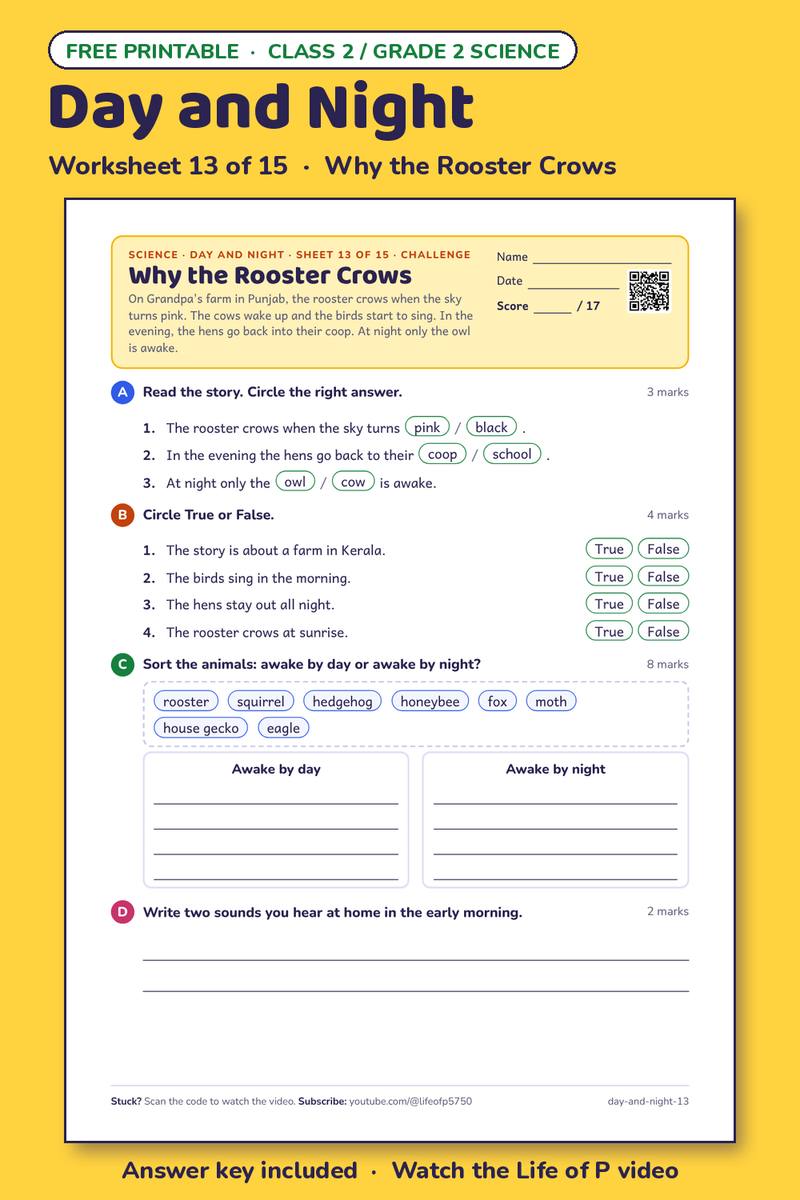 FREE PRINTABLE · CLASS 2 / GRADE 2 SCIENCE
Day and Night
Worksheet 13 of 15 · Why the Rooster Crows
SCIENCE · DAY AND NIGHT · SHEET 13 OF 15 · CHALLENGE
Why the Rooster Crows
On Grandpa's farm in Punjab, the rooster crows when the sky
turns pink. The cows wake up and the birds start to sing. In the
evening, the hens go back into their coop. At night only the owl
is awake.
Name
Date
Score / 17
A Read the story. Circle the right answer. 3 marks
1. The rooster crows when the sky turns pink / black .
2. In the evening the hens go back to their coop / school .
3. At night only the owl / cow is awake.
B Circle True or False. 4 marks
1. The story is about a farm in Kerala. True False
2. The birds sing in the morning. True False
3. The hens stay out all night. True False
4. The rooster crows at sunrise. True False
C Sort the animals: awake by day or awake by night? 8 marks
rooster squirrel hedgehog honeybee fox moth
house gecko eagle
Awake by day Awake by night
D Write two sounds you hear at home in the early morning. 2 marks
Stuck? Scan the code to watch the video. Subscribe: youtube.com/@lifeofp5750 day-and-night-13
Answer key included · Watch the Life of P video